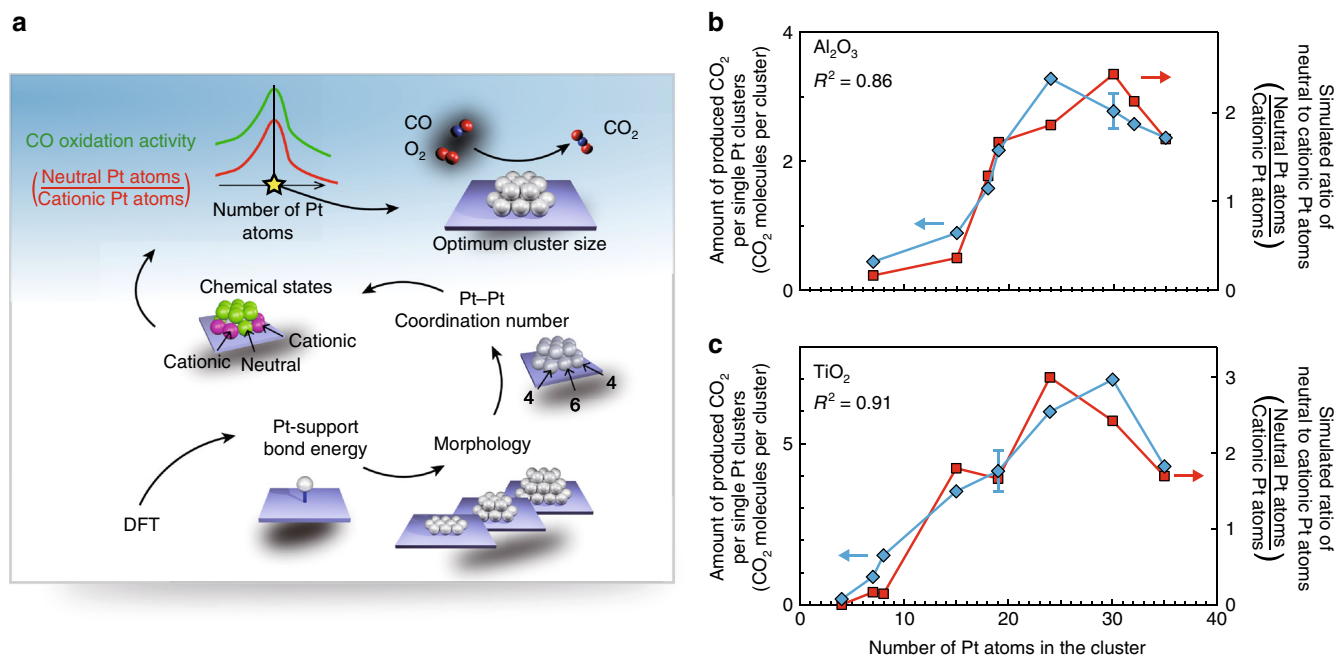 a
CO oxidation activity
(Neutral Pt atoms
Cationic Pt atoms)
Number of Pt
atoms
CO
O2
CO2
Optimum cluster size
Chemical states
Cationic
Neutral
Cationic
Pt–Pt
Coordination number
4
6
4
Pt-support
bond energy
Morphology
DFT
b
Amount of produced CO2
per single Pt clusters
(CO2 molecules per cluster)
4
2
0
Al2O3
R² = 0.86
2
1
0
Simulated ratio of
neutral to cationic Pt atoms
(Neutral Pt atoms
Cationic Pt atoms)
c
Amount of produced CO2
per single Pt clusters
(CO2 molecules per cluster)
5
0
TiO2
R² = 0.91
3
2
1
0
Simulated ratio of
neutral to cationic Pt atoms
(Neutral Pt atoms
Cationic Pt atoms)
0 10 20 30 40
Number of Pt atoms in the cluster